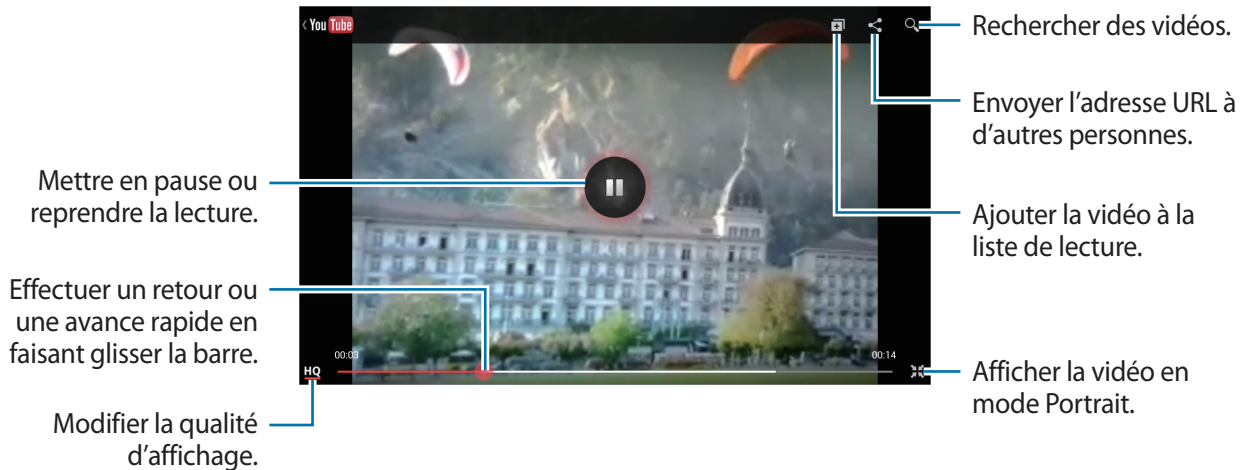 You Tube
Rechercher des vidéos.
Envoyer l'adresse URL à
d'autres personnes.
Mettre en pause ou
reprendre la lecture.
Ajouter la vidéo à la
liste de lecture.
Effectuer un retour ou
une avance rapide en
faisant glisser la barre.
00:03
00:14
HQ
Afficher la vidéo en
mode Portrait.
Modifier la qualité
d'affichage.